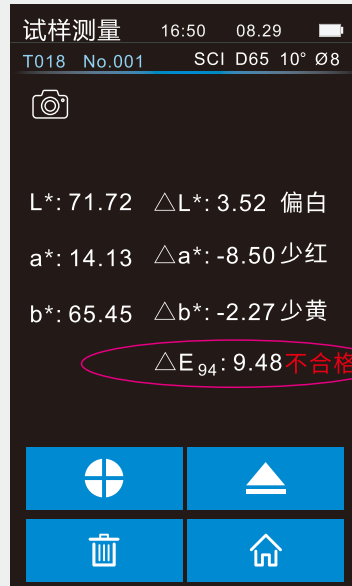 试样测量 16:50 08.29
T018 No.001 SCI D65 10° Ø8
L*: 71.72 △L*: 3.52 偏白
a*: 14.13 △a*: -8.50 少红
b*: 65.45 △b*: -2.27 少黄
△E94: 9.48 不合格